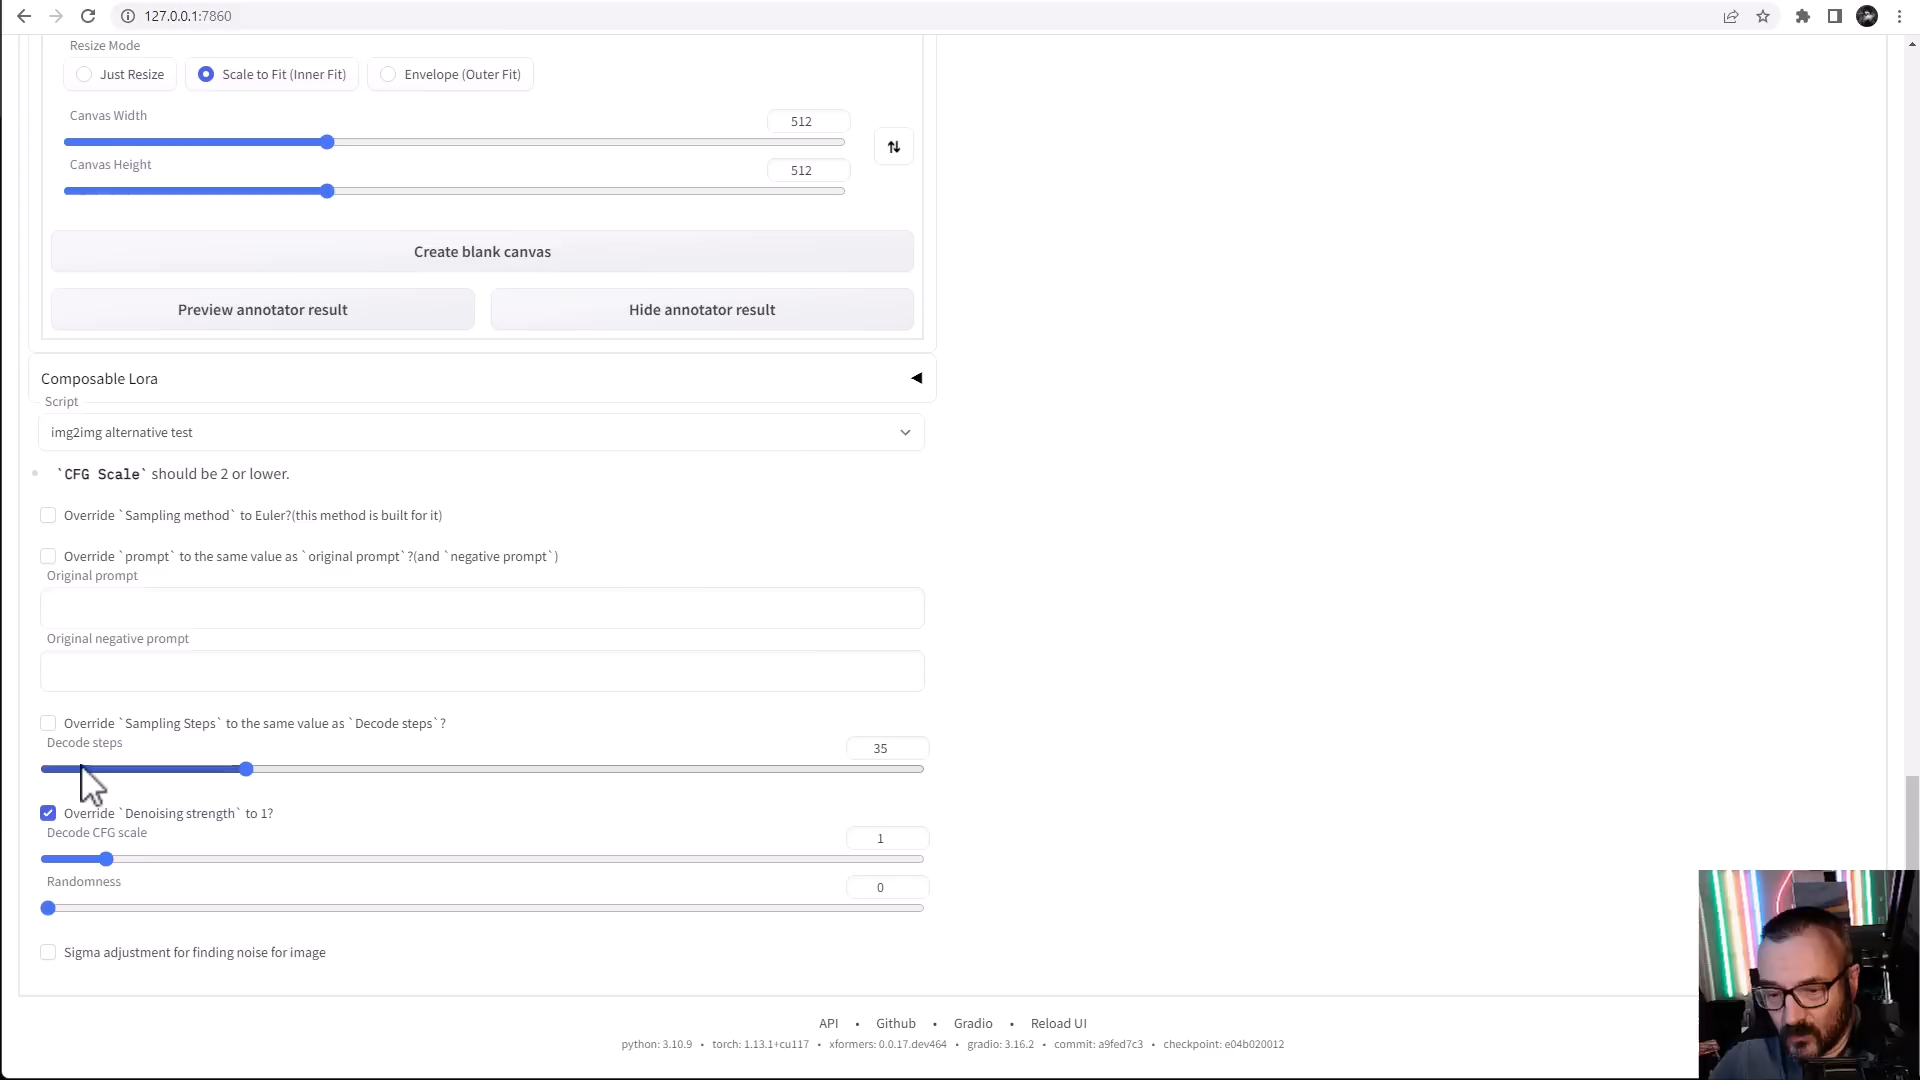 127.0.0.1:7860
Resize Mode
Just Resize
Scale to Fit (Inner Fit)
Envelope (Outer Fit)
Canvas Width
512
Canvas Height
512
Create blank canvas
Preview annotator result
Hide annotator result
Composable Lora
Script
img2img alternative test
`CFG Scale` should be 2 or lower.
Override `Sampling method` to Euler?(this method is built for it)
Override `prompt` to the same value as `original prompt`?(and `negative prompt`)
Original prompt
Original negative prompt
Override `Sampling Steps` to the same value as `Decode steps`?
Decode steps
35
Override `Denoising strength` to 1?
Decode CFG scale
1
Randomness
0
Sigma adjustment for finding noise for image
API • Github • Gradio • Reload UI
python: 3.10.9 • torch: 1.13.1+cu117 • xformers: 0.0.17.dev464 • gradio: 3.16.2 • commit: a9fed7c3 • checkpoint: e04b020012